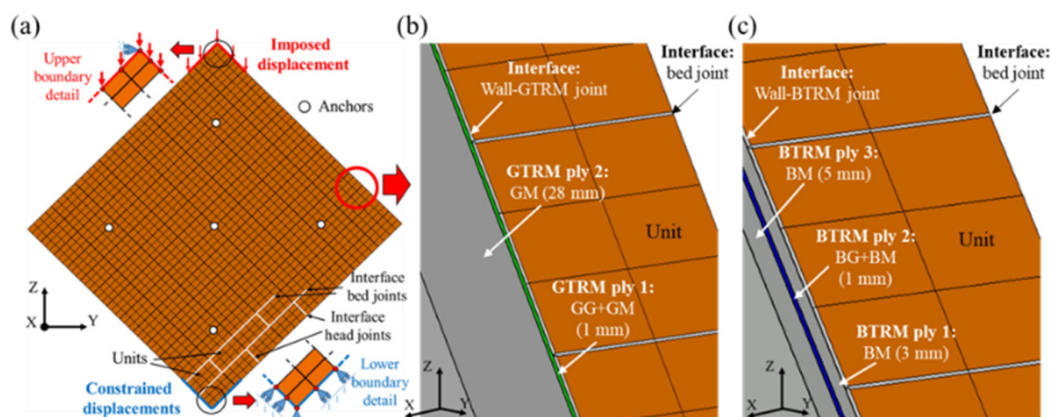 (a)
Upper
boundary
detail
Imposed
displacement
Anchors
Z
X
Y
Interface
bed joints
Interface
head joints
Units
Constrained
displacements
Lower
boundary
detail
(b)
Interface:
Wall-GTRM joint
Interface:
bed joint
GTRM ply 2:
GM (28 mm)
Unit
GTRM ply 1:
GG+GM
(1 mm)
Z
X
Y
(c)
Interface:
Wall-BTRM joint
Interface:
bed joint
BTRM ply 3:
BM (5 mm)
BTRM ply 2:
BG+BM
(1 mm)
Unit
BTRM ply 1:
BM (3 mm)
Z
X
Y